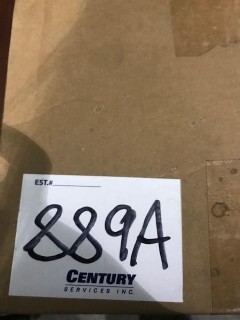 EST.#
889A
CENTURY
SERVICES INC.